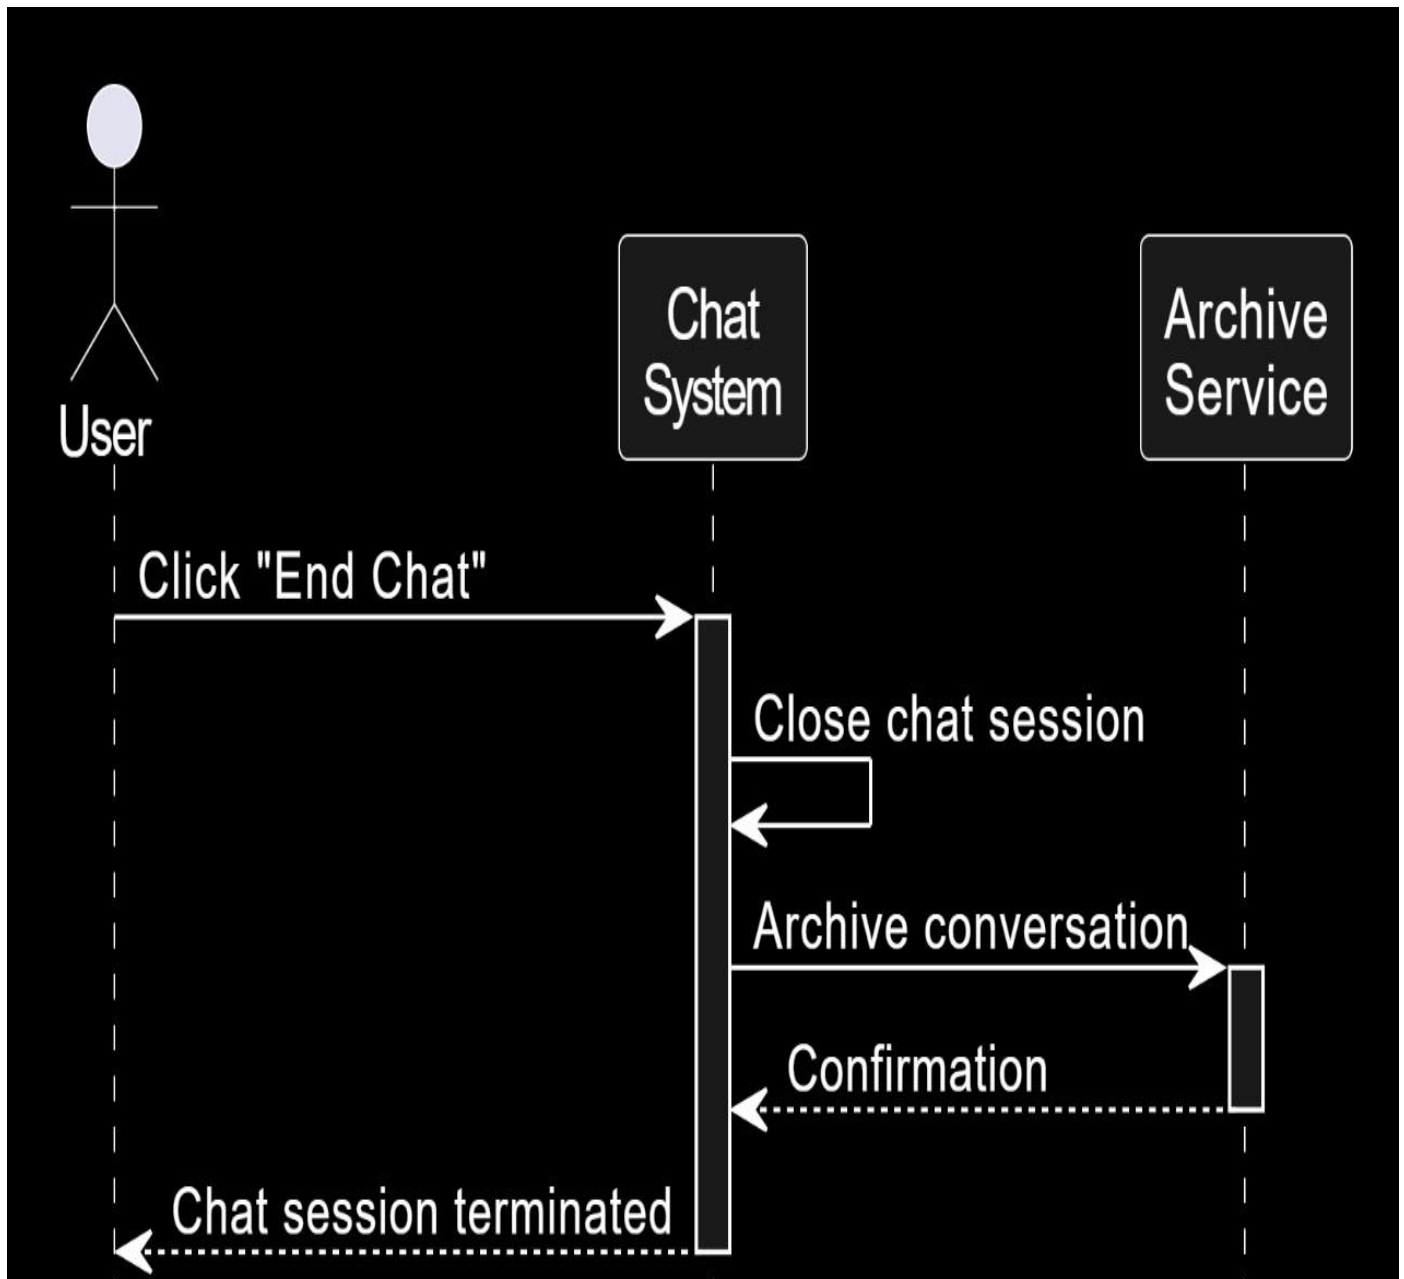 Chat
System
Archive
Service
User
Click "End Chat"
Close chat session
Archive conversation
Confirmation
Chat session terminated